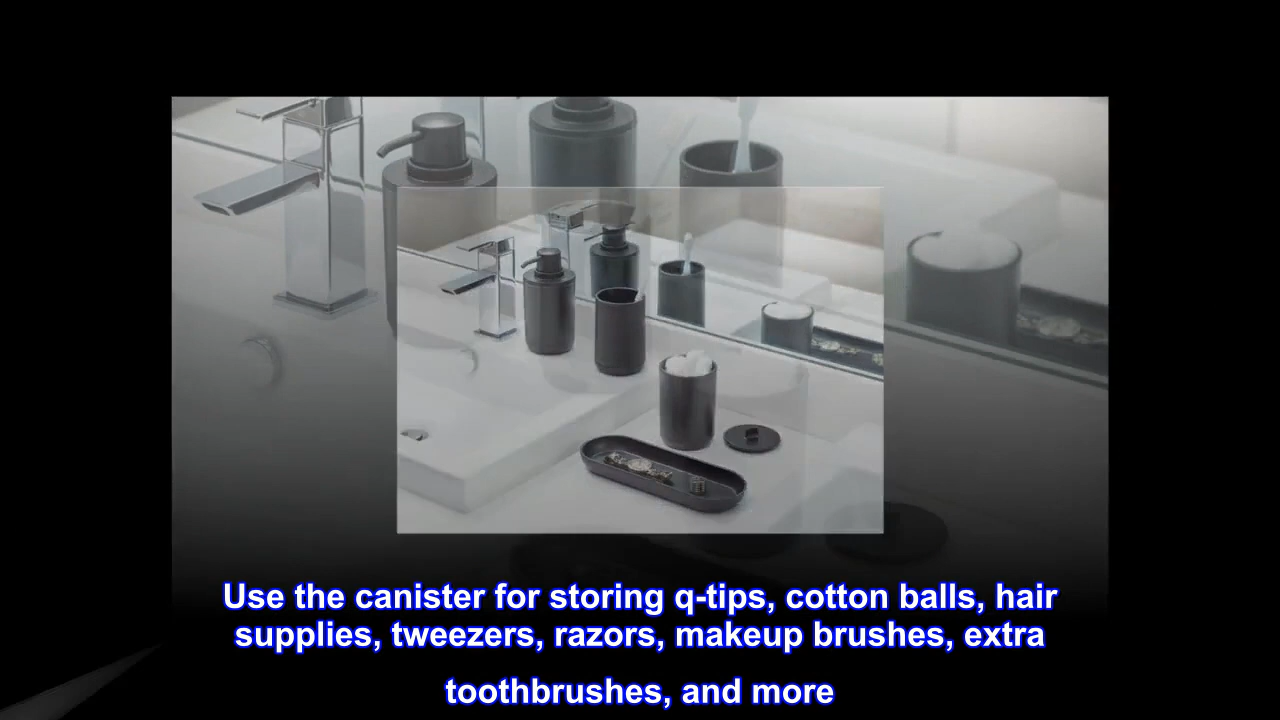 Use the canister for storing q-tips, cotton balls, hair
supplies, tweezers, razors, makeup brushes, extra
toothbrushes, and more